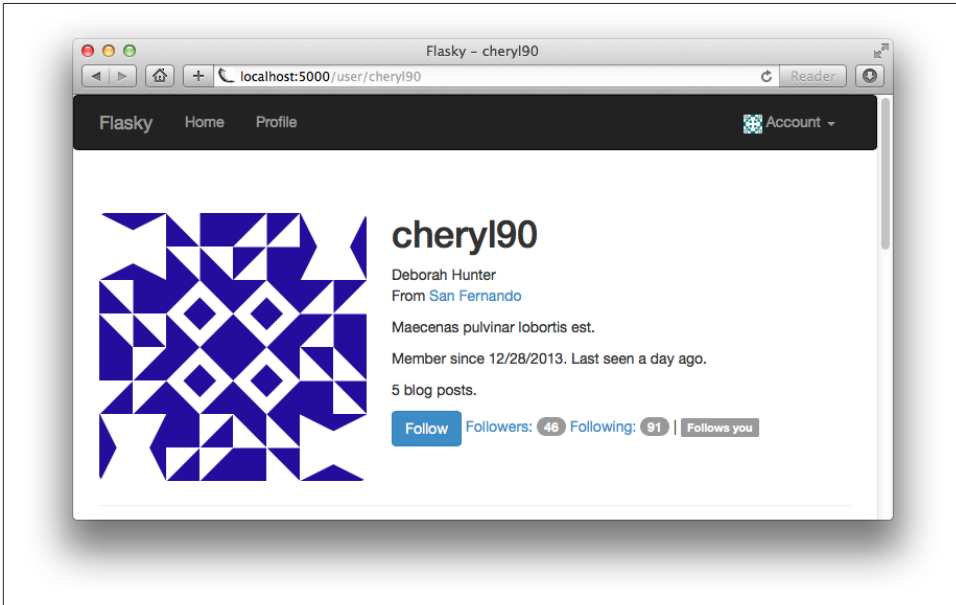 Flasky – cheryl90
localhost:5000/user/cheryl90
Reader
Flasky Home Profile Account
cheryl90
Deborah Hunter
From San Fernando
Maecenas pulvinar lobortis est.
Member since 12/28/2013. Last seen a day ago.
5 blog posts.
Follow Followers: 46 Following: 91 | Follows you